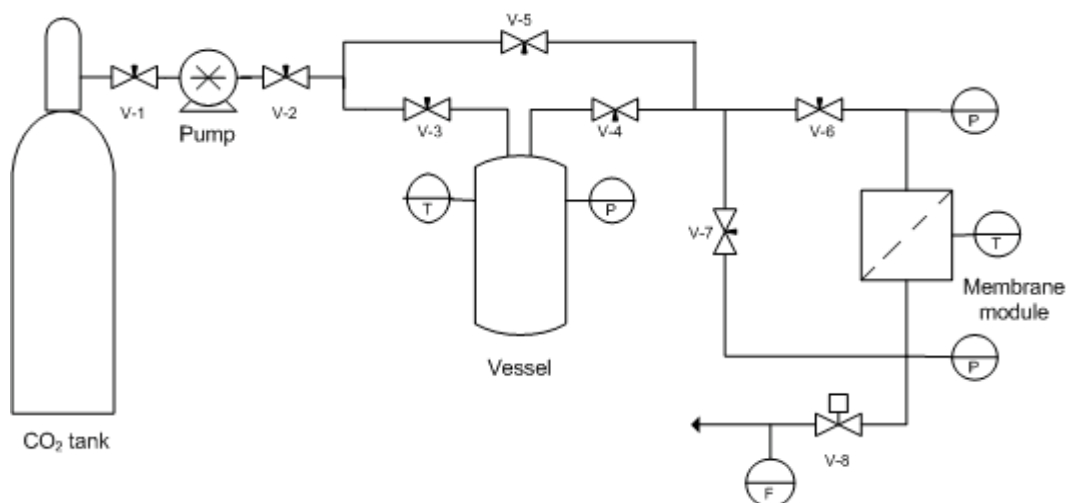 V-5
V-1
V-2
Pump
V-3
V-4
V-6
P
T
P
V-7
T
Membrane
module
Vessel
P
CO₂ tank
V-8
F